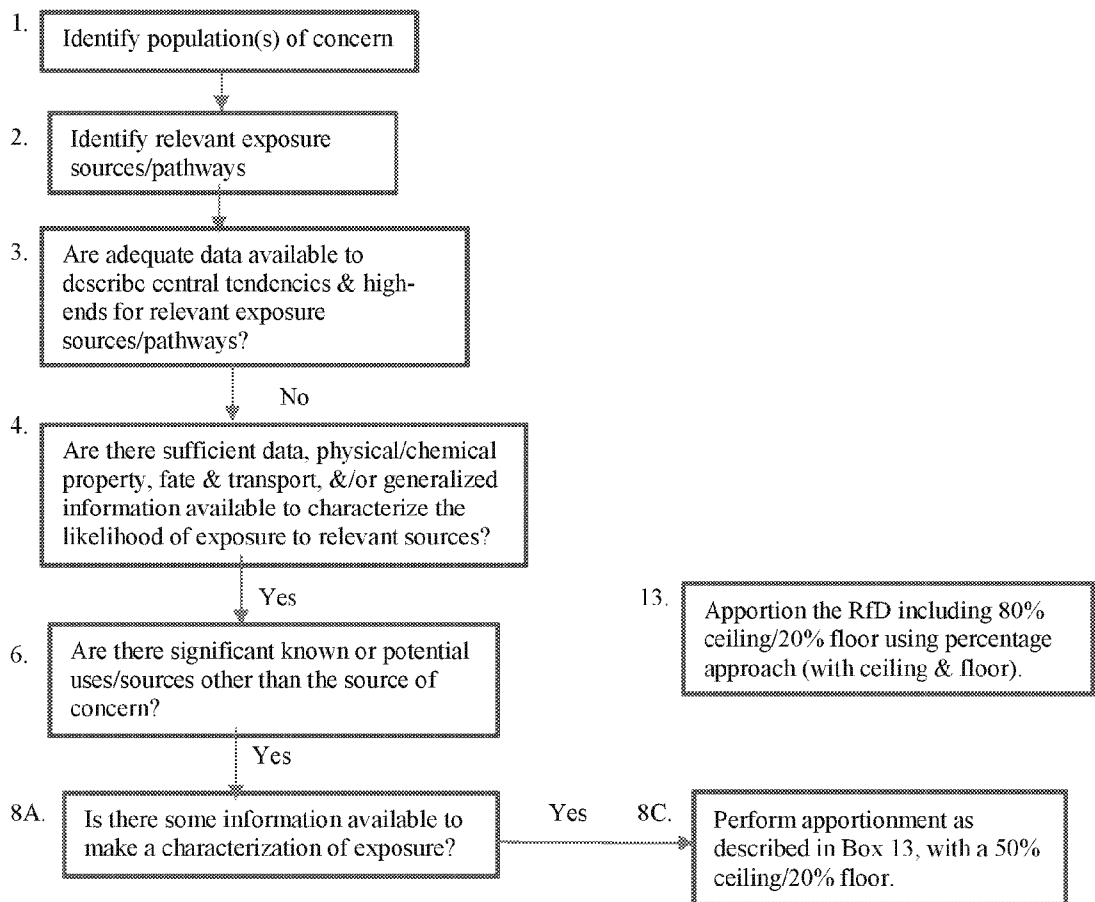 1.
Identify population(s) of concern
2.
Identify relevant exposure
sources/pathways
3.
Are adequate data available to
describe central tendencies & high-
ends for relevant exposure
sources/pathways?
No
4.
Are there sufficient data, physical/chemical
property, fate & transport, &/or generalized
information available to characterize the
likelihood of exposure to relevant sources?
Yes
6.
Are there significant known or potential
uses/sources other than the source of
concern?
13.
Apportion the RfD including 80%
ceiling/20% floor using percentage
approach (with ceiling & floor).
Yes
8A.
Is there some information available to
make a characterization of exposure?
Yes
8C.
Perform apportionment as
described in Box 13, with a 50%
ceiling/20% floor.